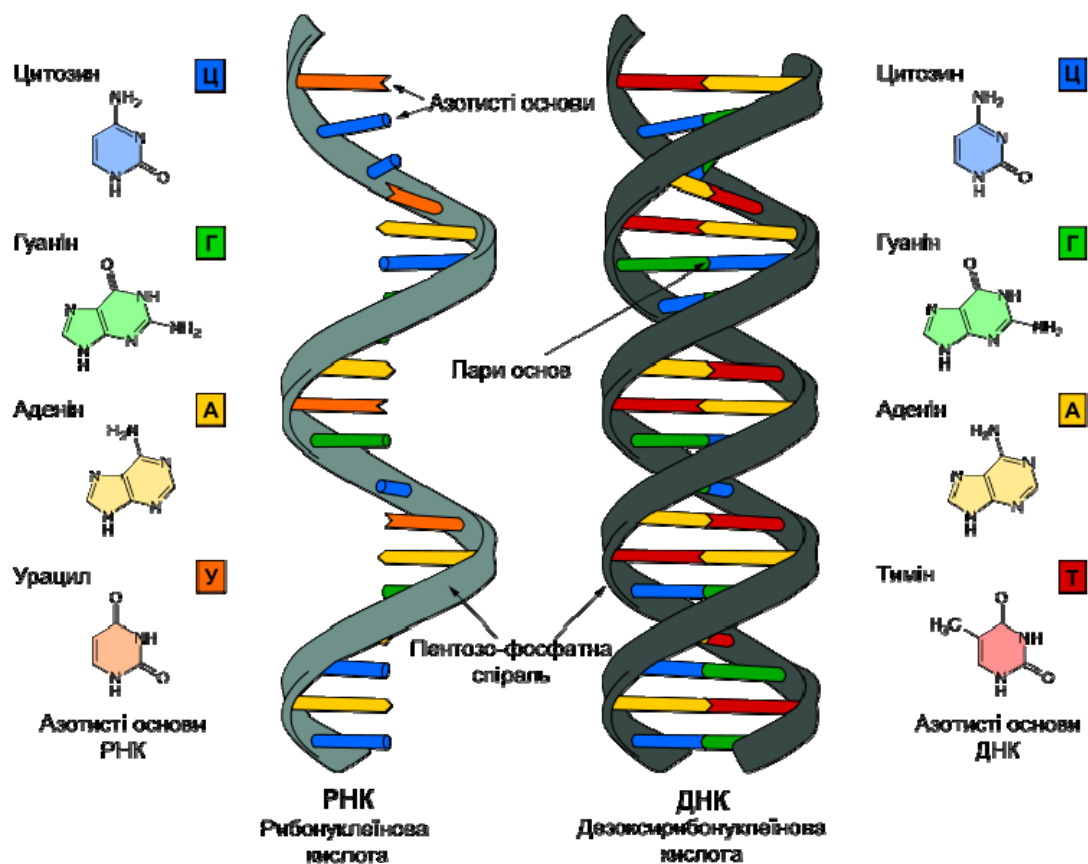 Цитозин
Ц
NH₂
N
N
H
O
Гуанін
Г
O
N
NH
N
H
N
NH₂
Аденін
А
H₂N
N
N
N
H
N
Урацил
У
O
NH
N
H
O
Азотисті основи
РНК
Азотисті основи
Пари основ
Пентозо-фосфатна
спіраль
РНК
Рибонуклеїнова
кислота
ДНК
Дезоксирибонуклеїнова
кислота
Цитозин
Ц
NH₂
N
N
H
O
Гуанін
Г
O
N
NH
N
H
N
NH₂
Аденін
А
H₂N
N
N
N
H
N
Тимін
Т
O
H₃C
NH
N
H
O
Азотисті основи
ДНК